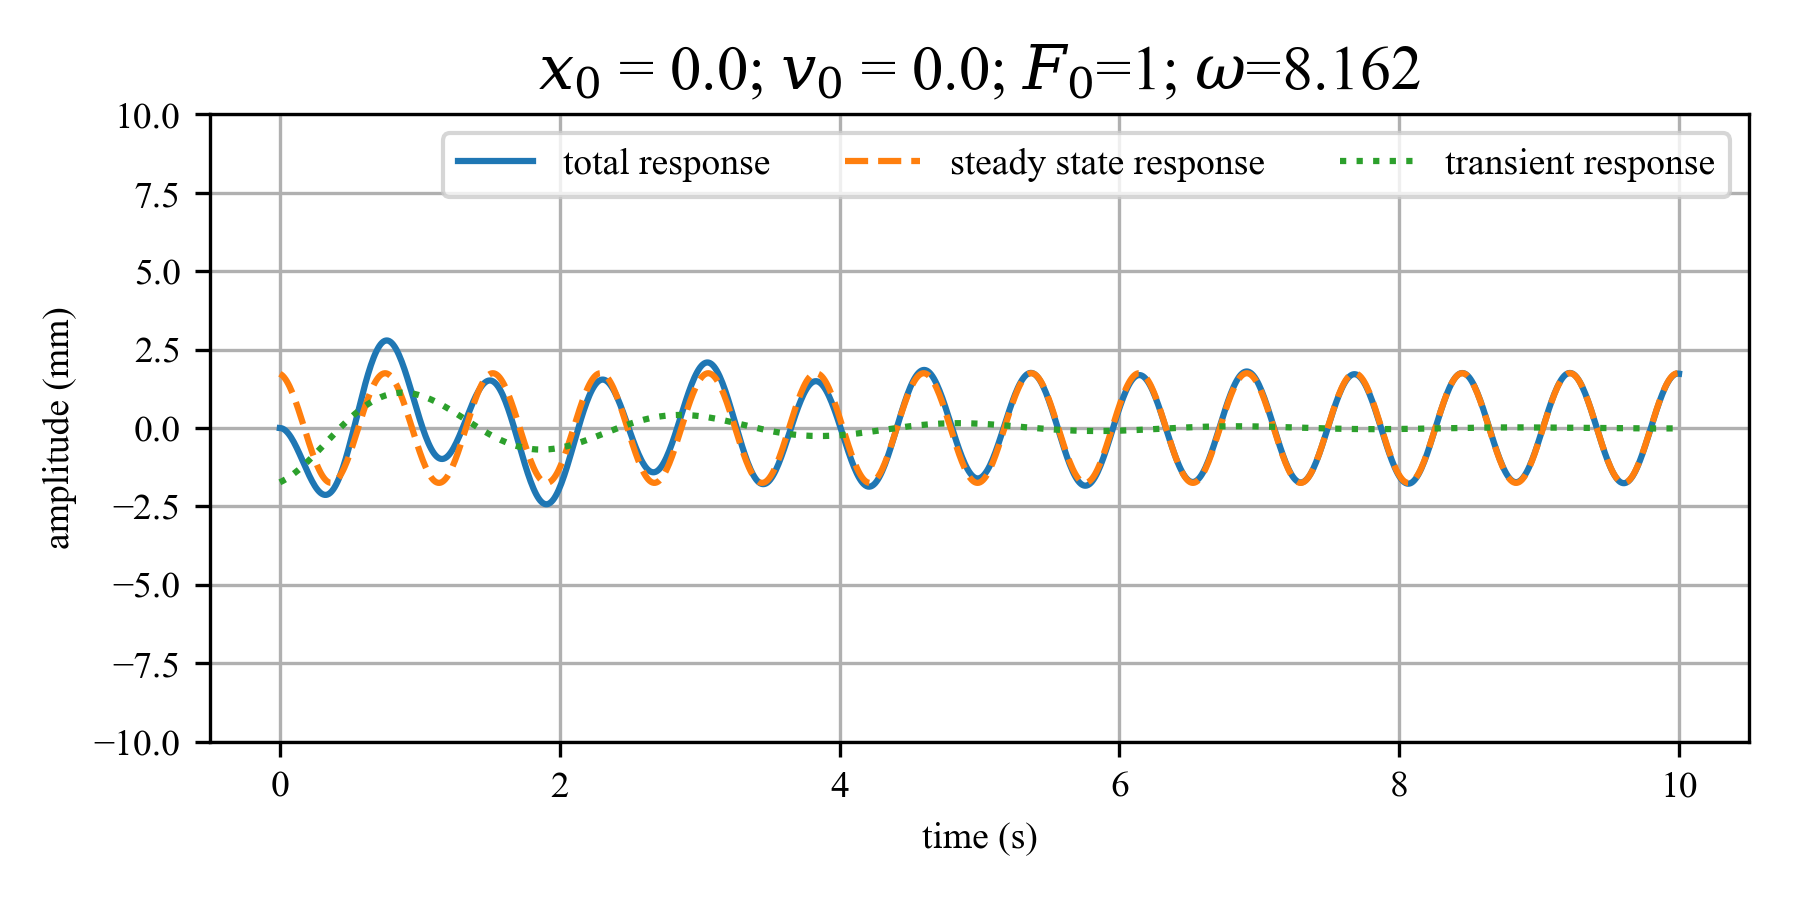 x₀ = 0.0; v₀ = 0.0; F₀=1; ω=8.162
total response steady state response transient response
10.0
7.5
5.0
2.5
0.0
−2.5
−5.0
−7.5
−10.0
amplitude (mm)
0 2 4 6 8 10
time (s)